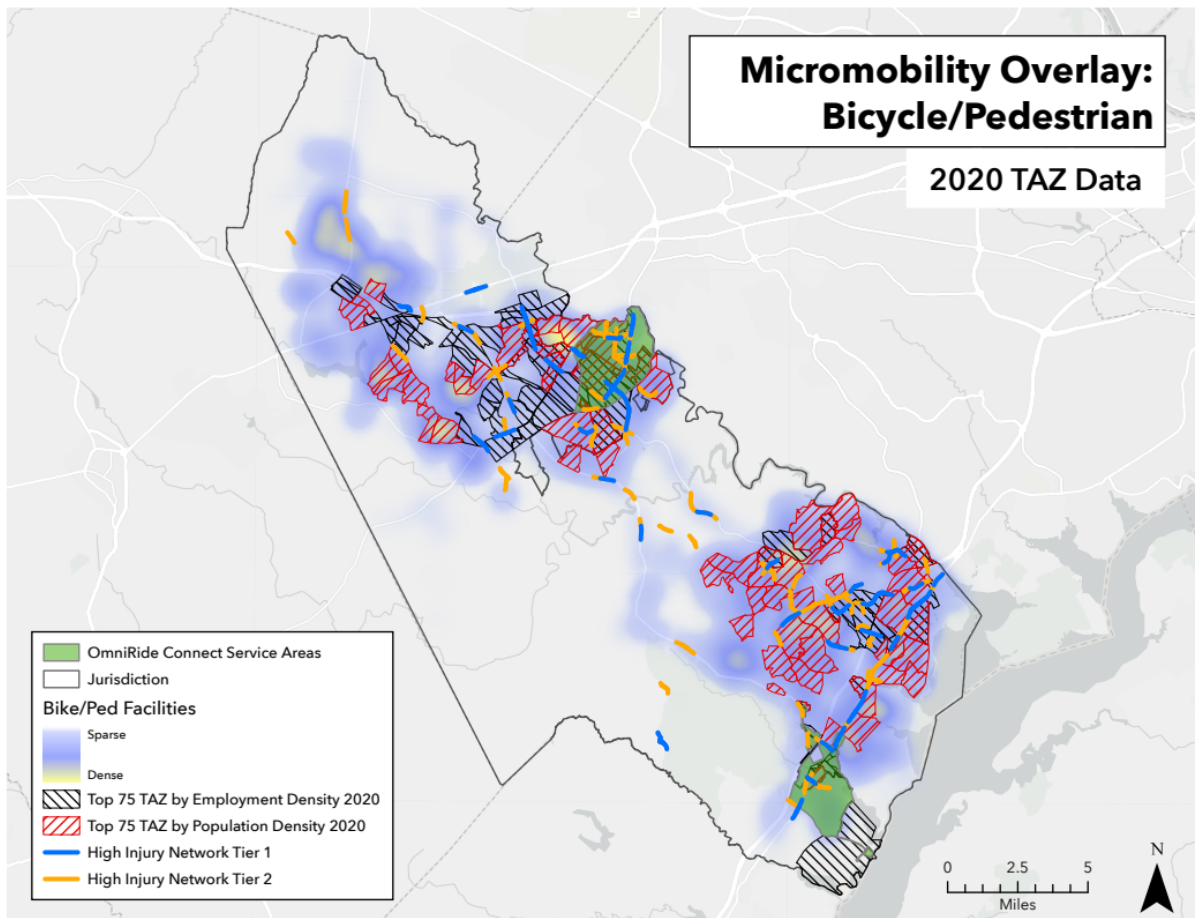 Micromobility Overlay:
Bicycle/Pedestrian
2020 TAZ Data
OmniRide Connect Service Areas
Jurisdiction
Bike/Ped Facilities
Sparse
Dense
Top 75 TAZ by Employment Density 2020
Top 75 TAZ by Population Density 2020
High Injury Network Tier 1
High Injury Network Tier 2
0 2.5 5
Miles
N